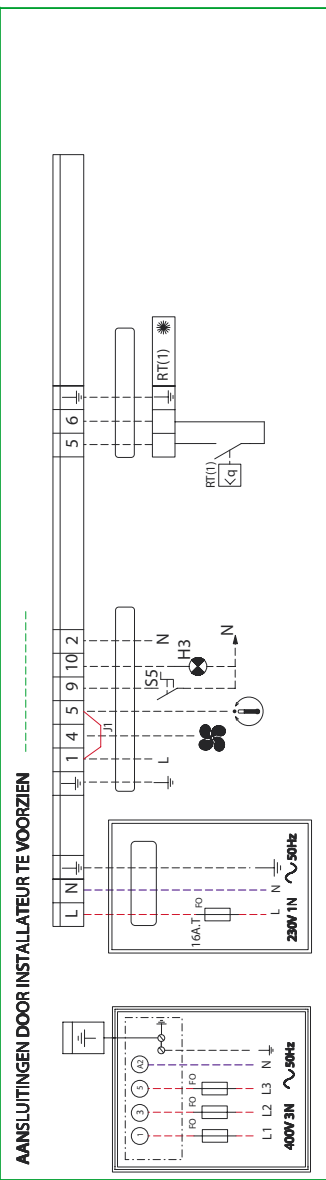 AANSLUITINGEN DOOR INSTALLATEUR TE VOORZIEN
L N 1 4 5 9 10 2 5 6
J1
L
S5
H3
N
N
RT(1)
RT(1)
Kq
16A.T
FO
L N
230V 1N 50Hz
1 3 5 A2
FO FO FO
L1 L2 L3 N
400V 3N 50Hz